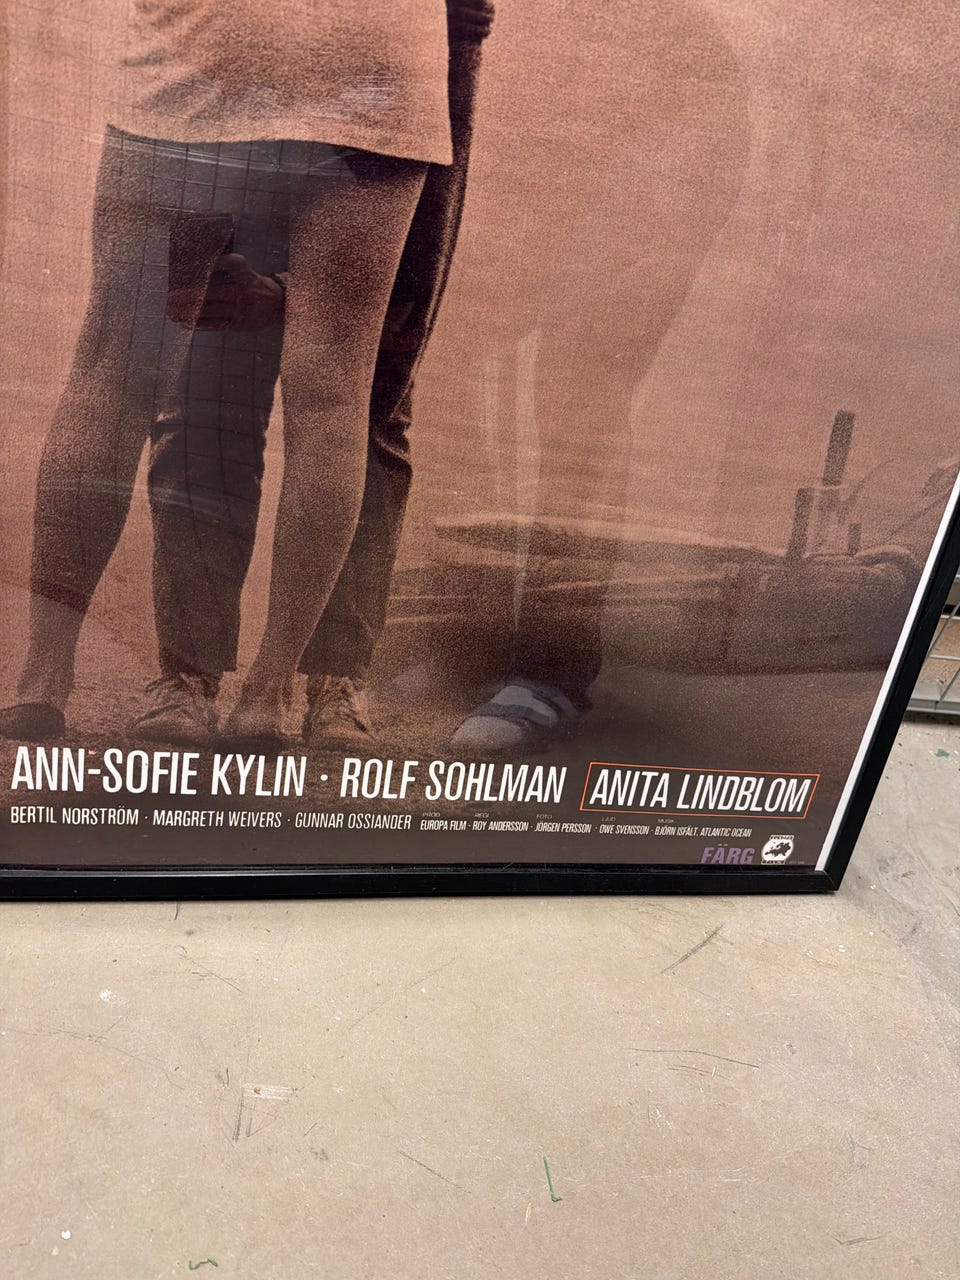 ANN-SOFIE KYLIN · ROLF SOHLMAN ANITA LINDBLOM
BERTIL NORSTRÖM · MARGRETH WEIVERS · GUNNAR OSSIANDER
PROD REGI FOTO LJUD MUSIK
EUROPA FILM · ROY ANDERSSON · JÖRGEN PERSSON · OWE SVENSSON · BJÖRN ISFÄLT, ATLANTIC OCEAN
FÄRG